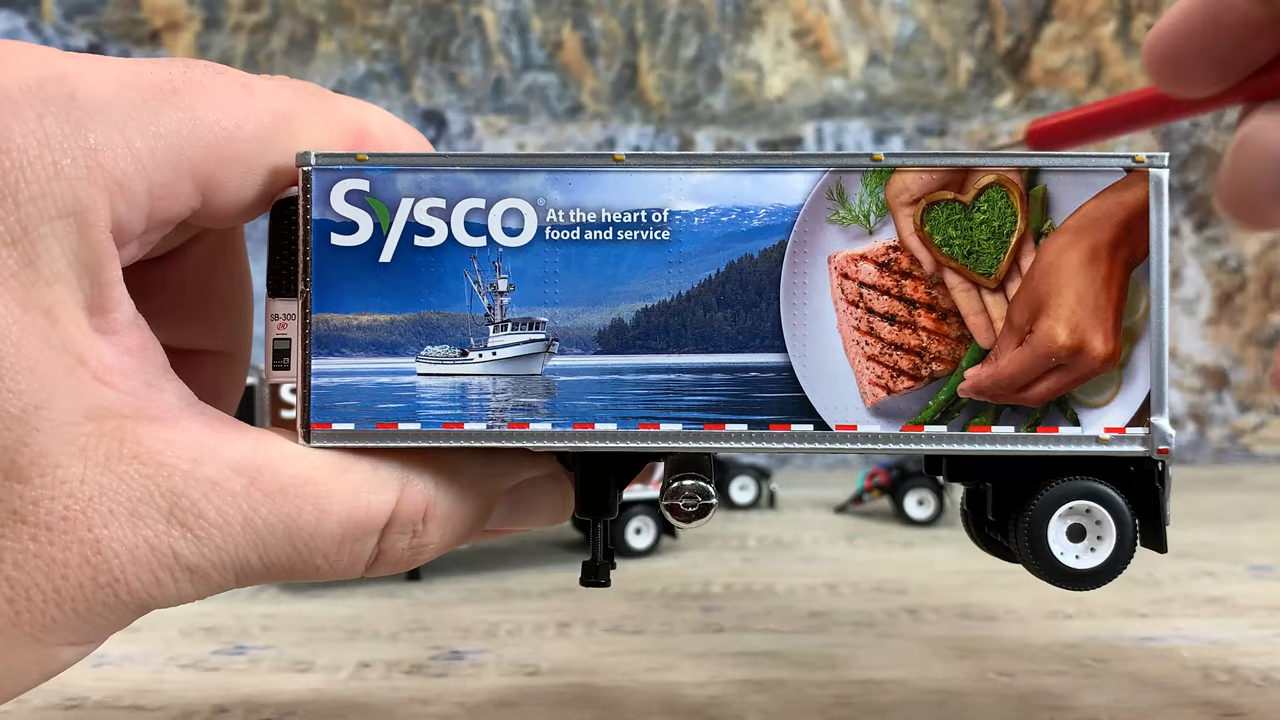 Sysco®
At the heart of
food and service
SB-300
S